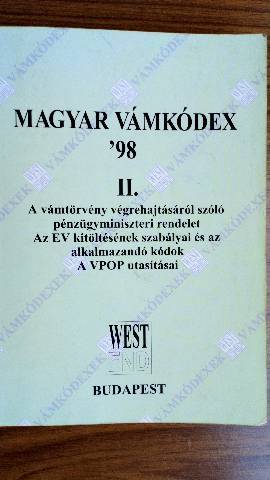 MAGYAR VÁMKÓDEX
'98
II.
A vámtörvény végrehajtásáról szóló
pénzügyminiszteri rendelet
Az EV kitöltésének szabályai és az
alkalmazandó kódok
A VPOP utasításai
WEST
END
BUDAPEST